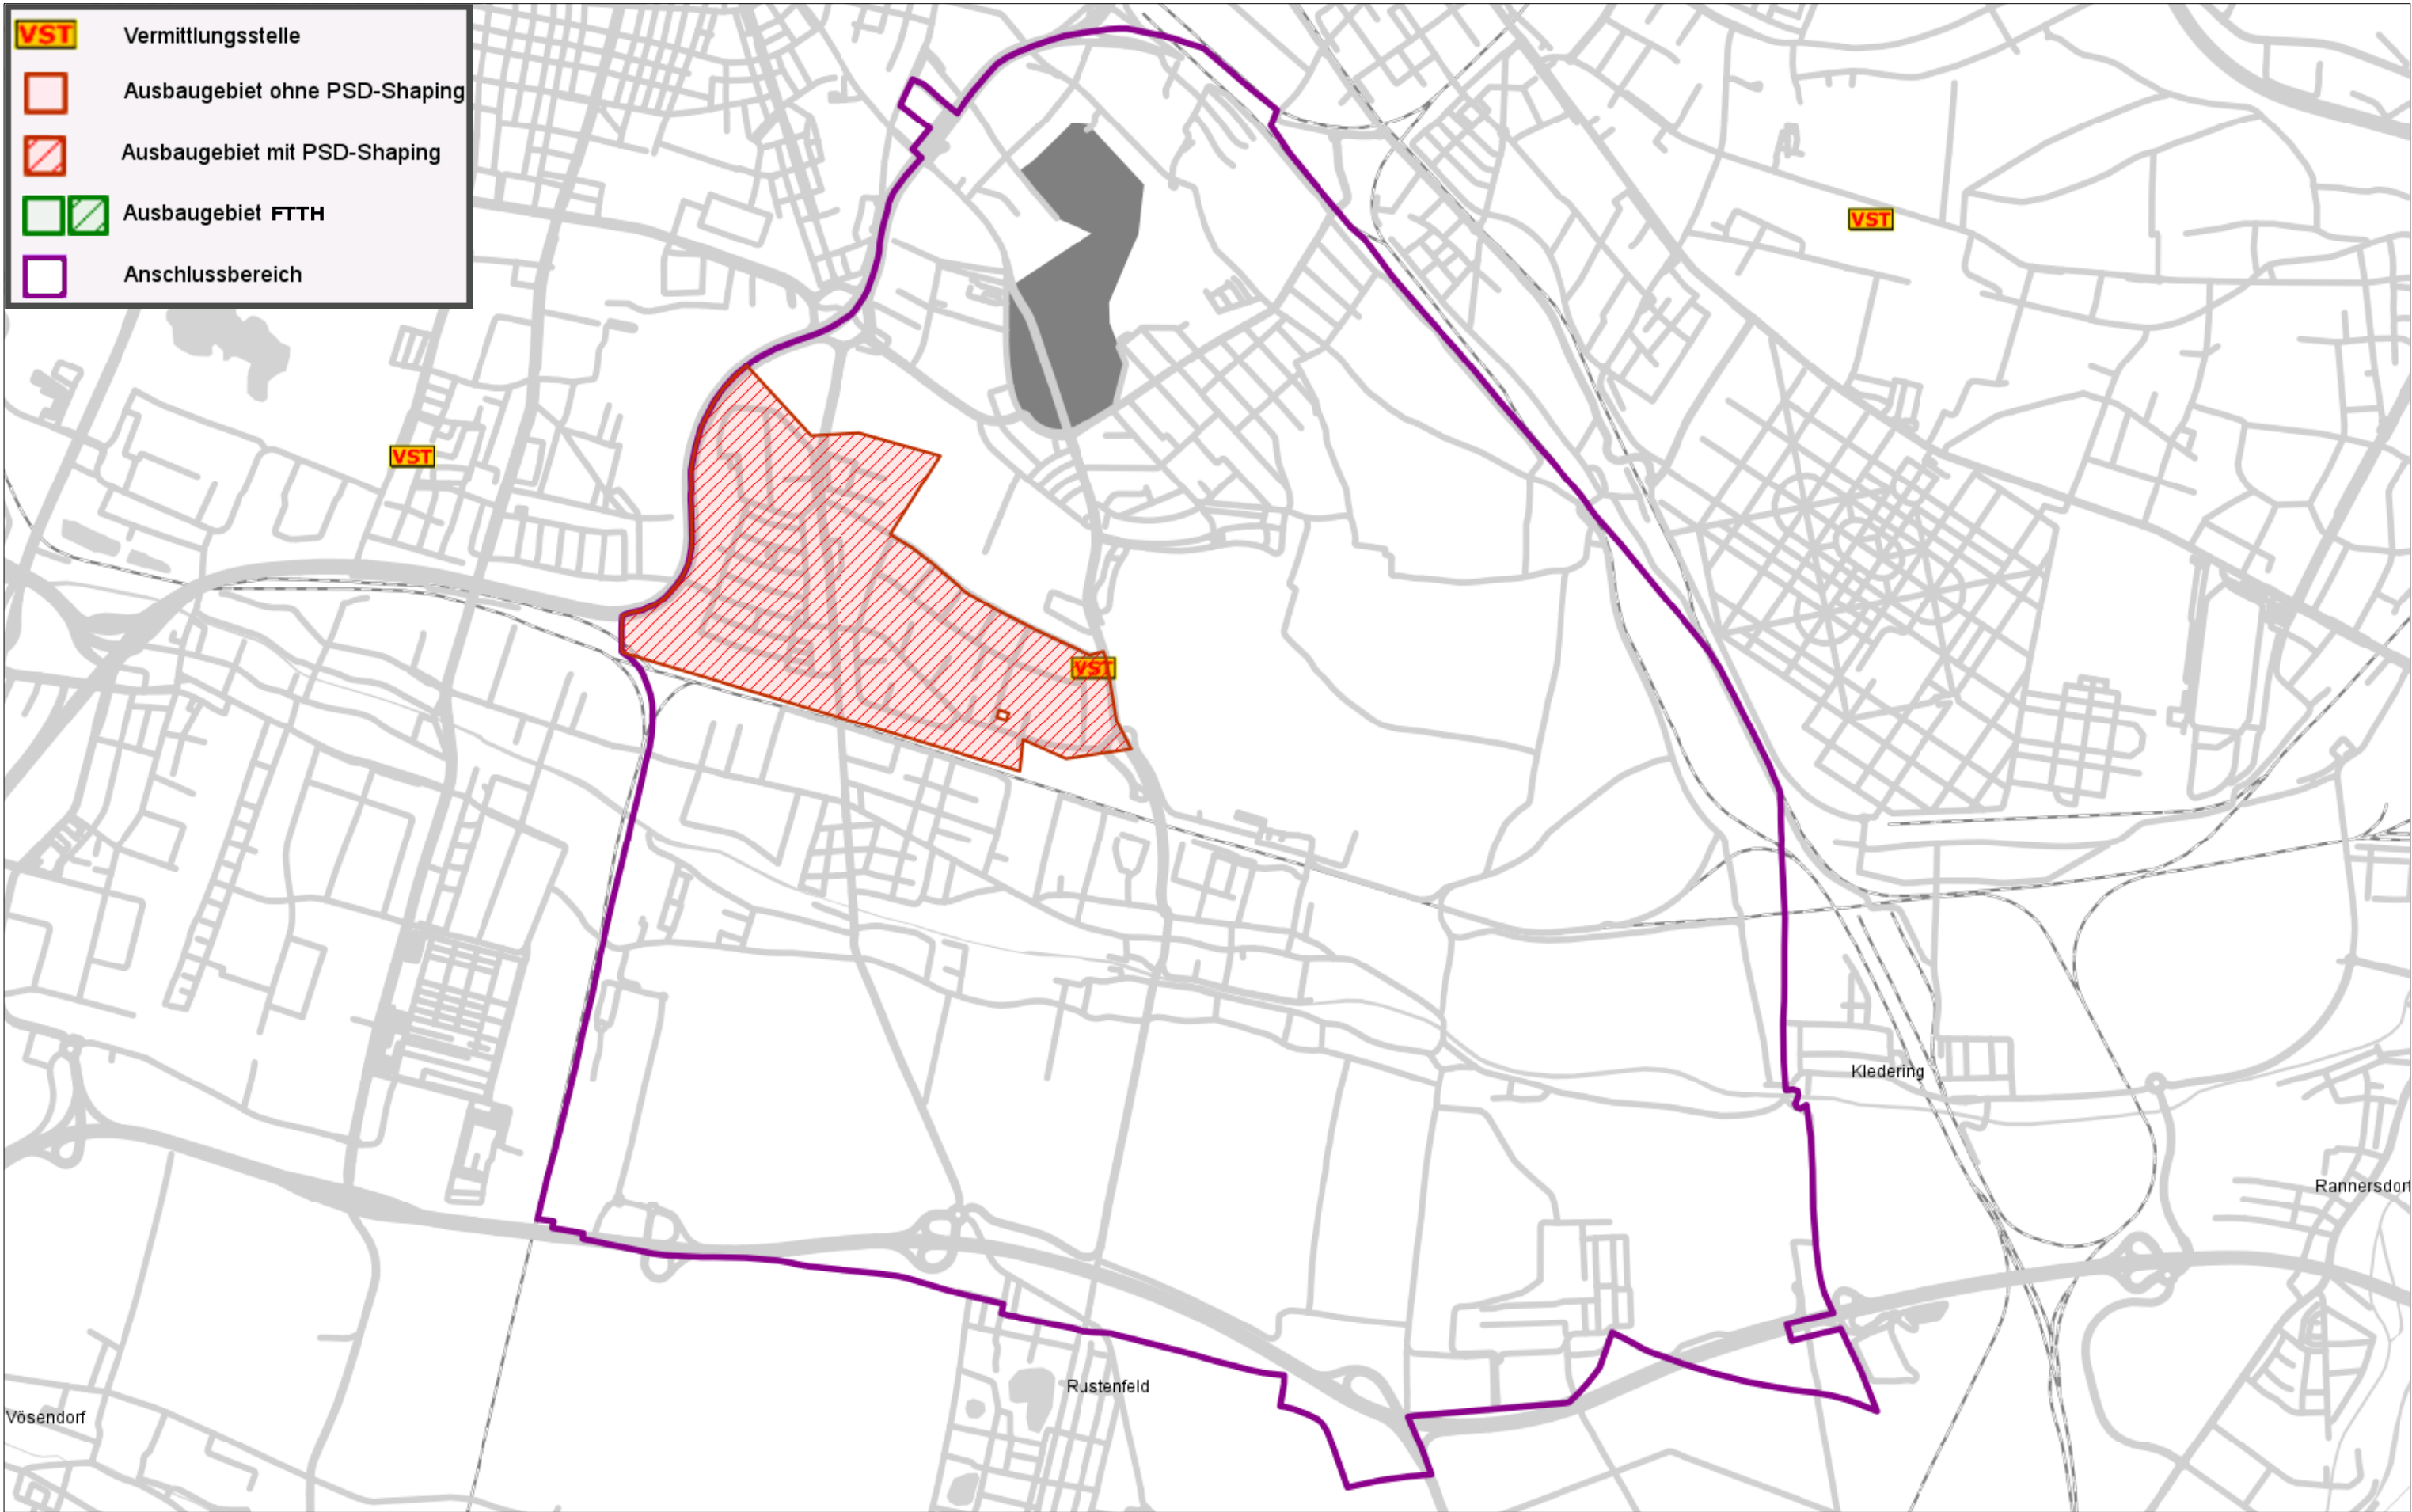 VST Vermittlungsstelle
Ausbaugebiet ohne PSD-Shaping
Ausbaugebiet mit PSD-Shaping
Ausbaugebiet FTTH
Anschlussbereich
VST
VST
VST
Kledering
Rannersdorf
Rustenfeld
Vösendorf